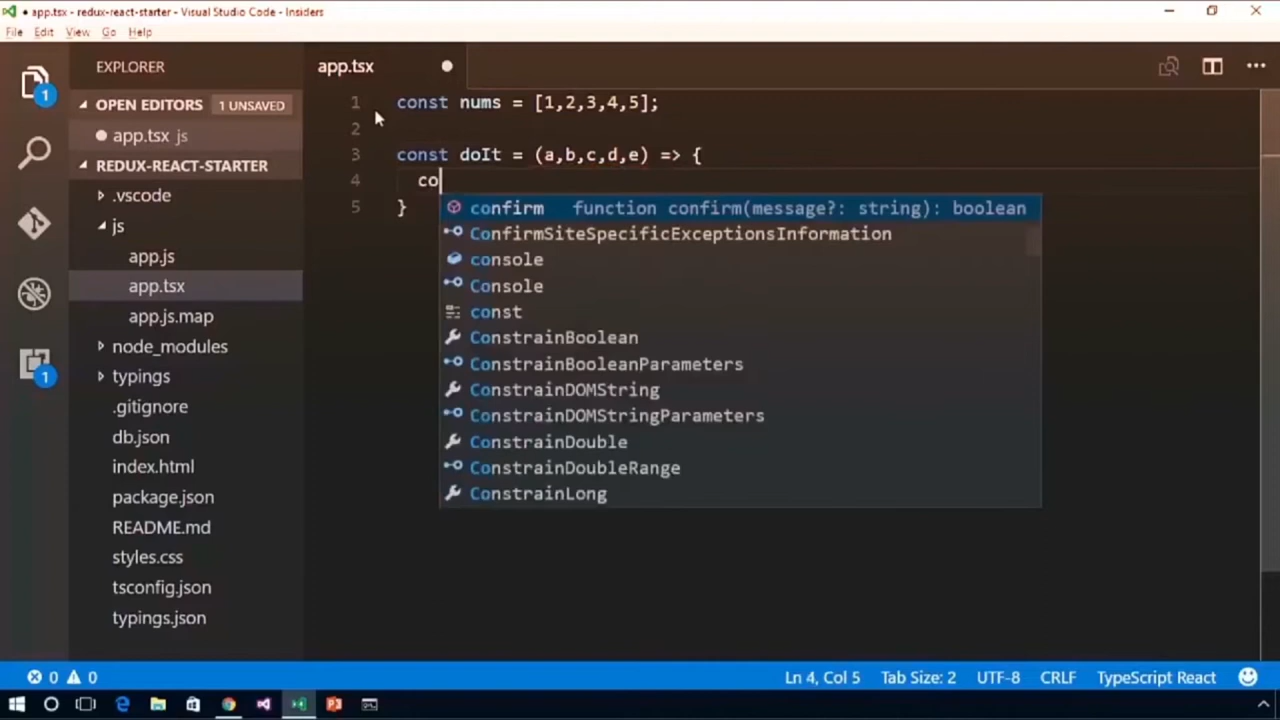 app.tsx - redux-react-starter - Visual Studio Code - Insiders
File Edit View Go Help
EXPLORER
OPEN EDITORS 1 UNSAVED
app.tsx js
REDUX-REACT-STARTER
.vscode
js
app.js
app.tsx
app.js.map
node_modules
typings
.gitignore
db.json
index.html
package.json
README.md
styles.css
tsconfig.json
typings.json
1
1
app.tsx
1 const nums = [1,2,3,4,5];
2
3 const doIt = (a,b,c,d,e) => {
4 co
5 }
confirm function confirm(message?: string): boolean
ConfirmSiteSpecificExceptionsInformation
console
Console
const
ConstrainBoolean
ConstrainBooleanParameters
ConstrainDOMString
ConstrainDOMStringParameters
ConstrainDouble
ConstrainDoubleRange
ConstrainLong
0 0 Ln 4, Col 5 Tab Size: 2 UTF-8 CRLF TypeScript React